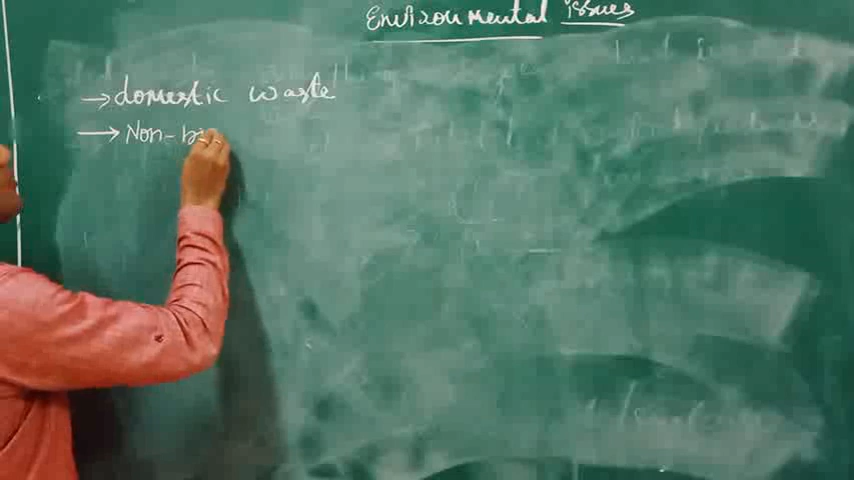 Environmental issues
→ domestic waste
→ Non-b